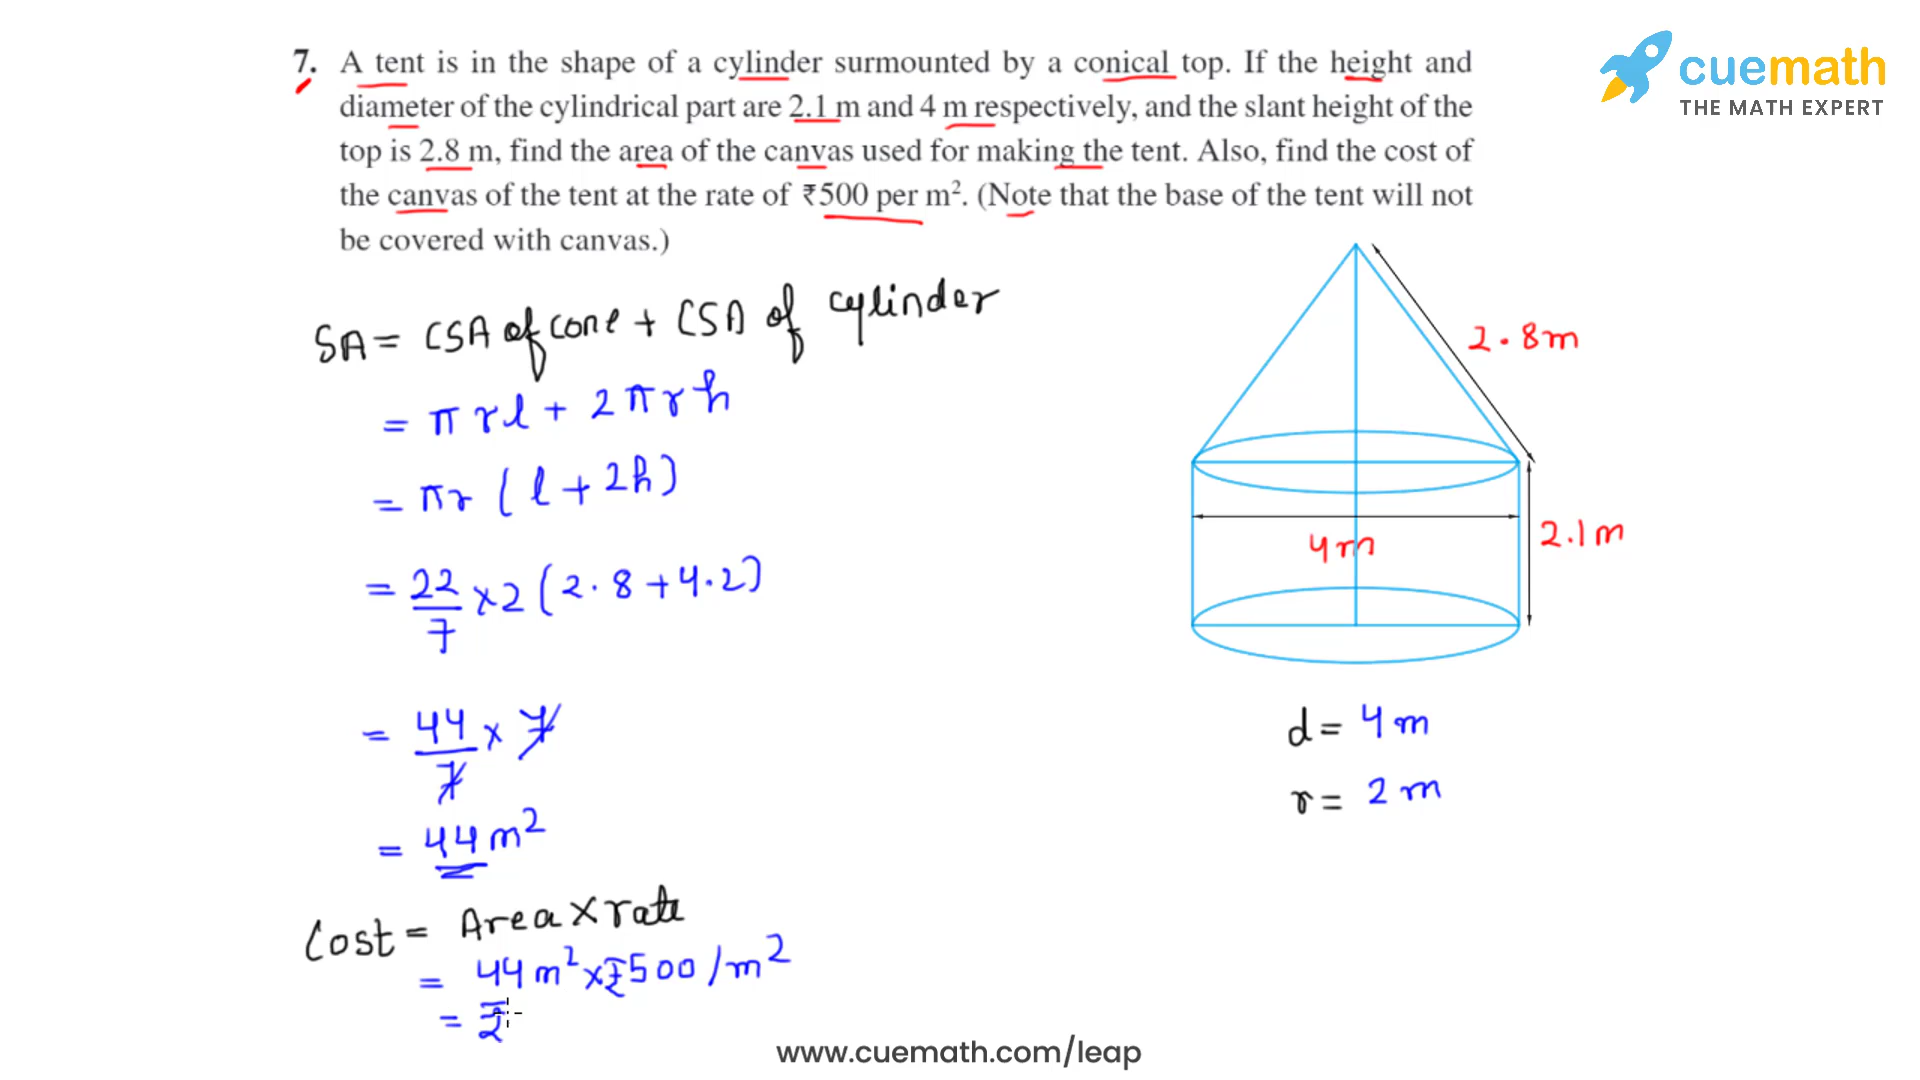 7. A tent is in the shape of a cylinder surmounted by a conical top. If the height and
diameter of the cylindrical part are 2.1 m and 4 m respectively, and the slant height of the
top is 2.8 m, find the area of the canvas used for making the tent. Also, find the cost of
the canvas of the tent at the rate of ₹500 per m². (Note that the base of the tent will not
be covered with canvas.)
cuemath
THE MATH EXPERT
SA = CSA of cone + CSA of cylinder
= πrl + 2πrh
= πr (l + 2h)
= 22/7 × 2 (2.8 + 4.2)
= 44/7 × 7
= 44 m²
Cost = Area × rate
= 44 m² × ₹500/m²
= ₹
2.8m
4m
2.1m
d = 4 m
r = 2 m
www.cuemath.com/leap